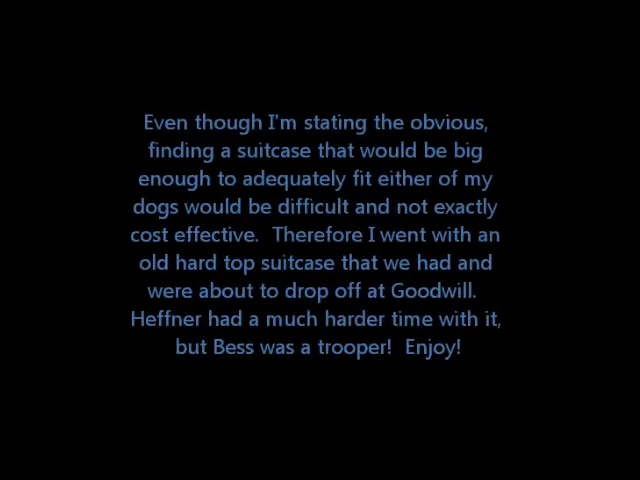 Even though I'm stating the obvious,
finding a suitcase that would be big
enough to adequately fit either of my
dogs would be difficult and not exactly
cost effective.  Therefore I went with an
old hard top suitcase that we had and
were about to drop off at Goodwill.
Heffner had a much harder time with it,
but Bess was a trooper!  Enjoy!